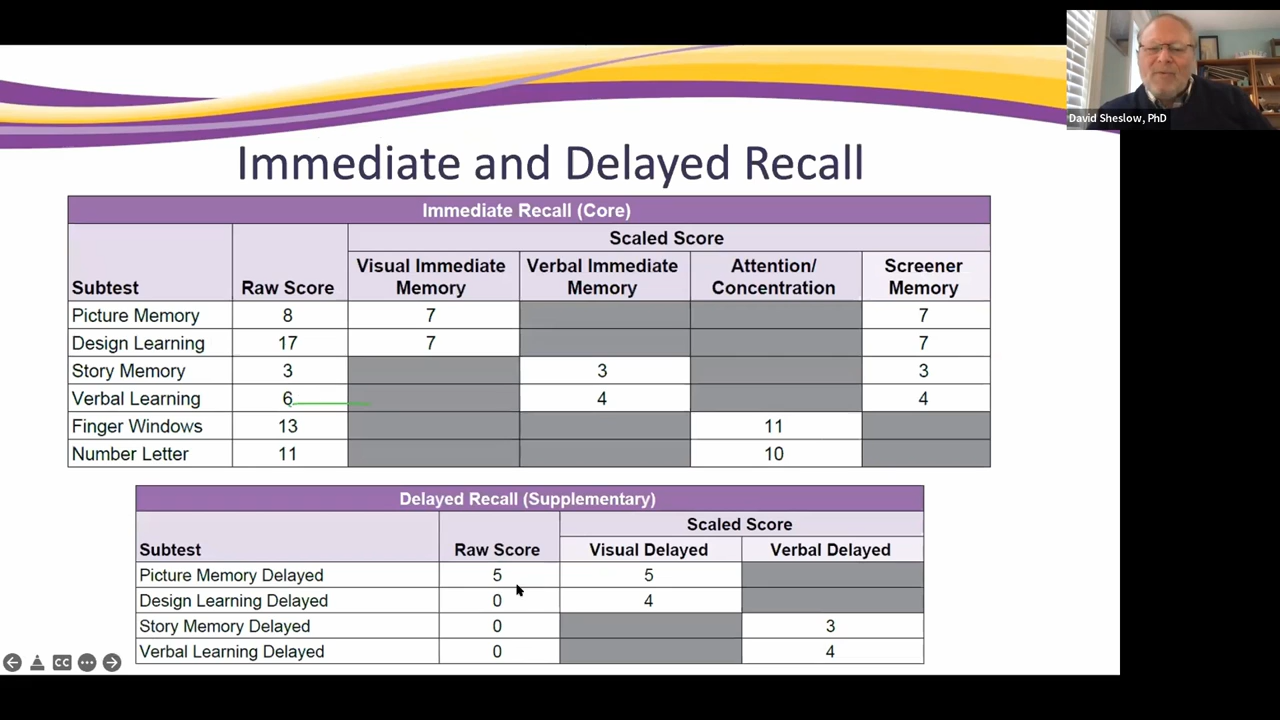 David Sheslow, PhD
Immediate and Delayed Recall
Immediate Recall (Core)
Scaled Score
Subtest Raw Score Visual Immediate Memory Verbal Immediate Memory Attention/ Concentration Screener Memory
Picture Memory 8 7 7
Design Learning 17 7 7
Story Memory 3 3 3
Verbal Learning 6 4 4
Finger Windows 13 11
Number Letter 11 10
Delayed Recall (Supplementary)
Scaled Score
Subtest Raw Score Visual Delayed Verbal Delayed
Picture Memory Delayed 5 5
Design Learning Delayed 0 4
Story Memory Delayed 0 3
Verbal Learning Delayed 0 4
CC